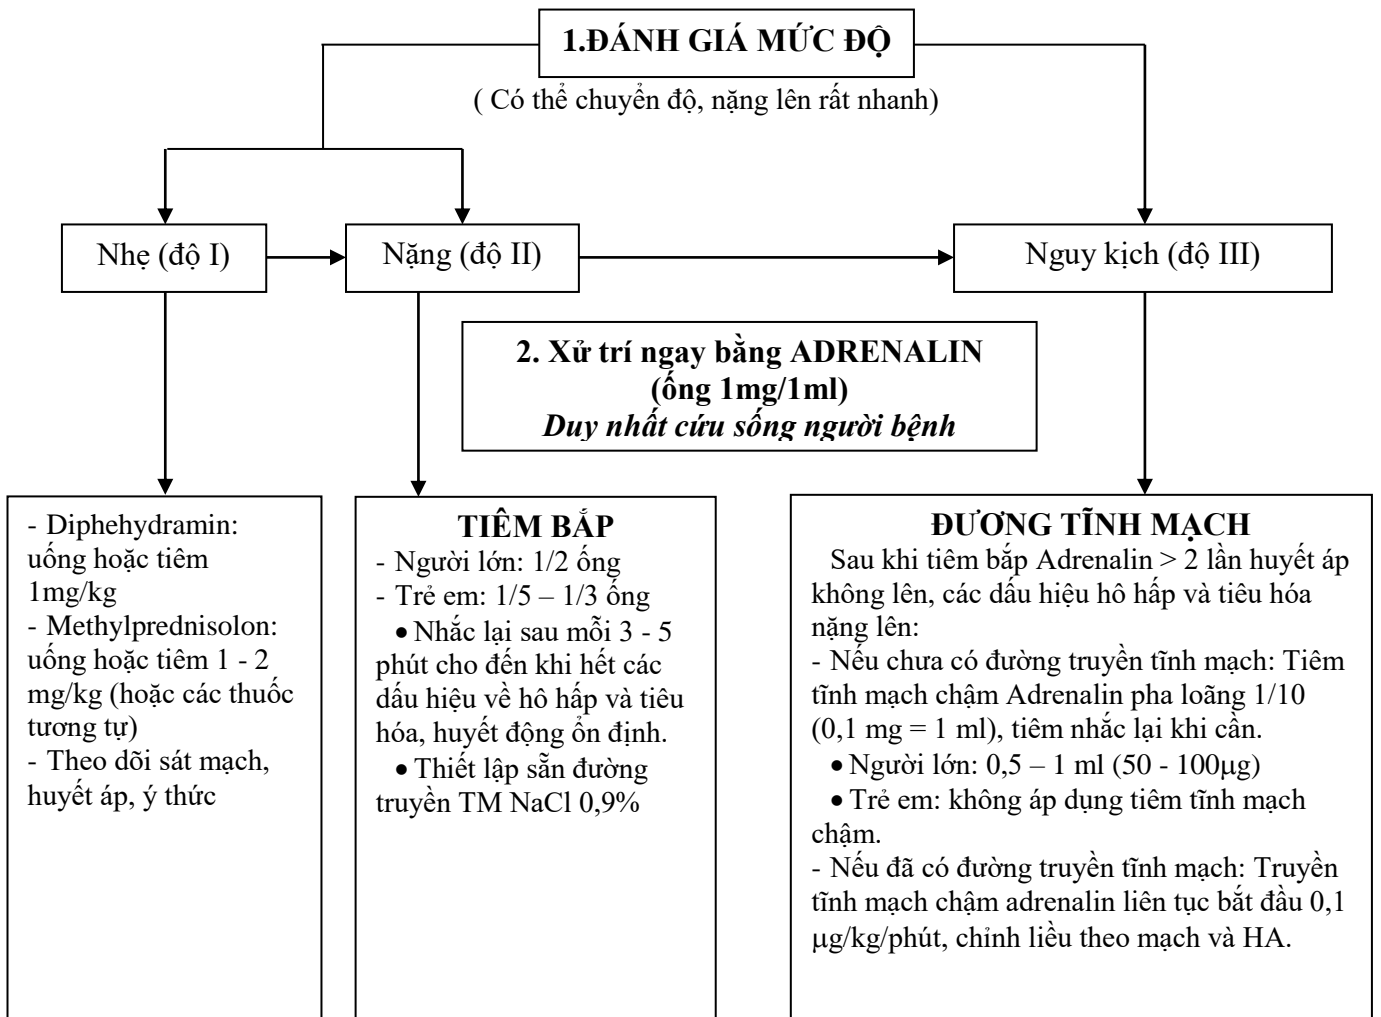 1.ĐÁNH GIÁ MỨC ĐỘ
( Có thể chuyển độ, nặng lên rất nhanh)
Nhẹ (độ I)
Nặng (độ II)
Nguy kịch (độ III)
2. Xử trí ngay bằng ADRENALIN
(ống 1mg/1ml)
Duy nhất cứu sống người bệnh
- Diphehydramin:
uống hoặc tiêm
1mg/kg
- Methylprednisolon:
uống hoặc tiêm 1 - 2
mg/kg (hoặc các thuốc
tương tự)
- Theo dõi sát mạch,
huyết áp, ý thức
TIÊM BẮP
- Người lớn: 1/2 ống
- Trẻ em: 1/5 – 1/3 ống
• Nhắc lại sau mỗi 3 - 5
phút cho đến khi hết các
dấu hiệu về hô hấp và tiêu
hóa, huyết động ổn định.
• Thiết lập sẵn đường
truyền TM NaCl 0,9%
ĐƯƠNG TĨNH MẠCH
Sau khi tiêm bắp Adrenalin > 2 lần huyết áp
không lên, các dấu hiệu hô hấp và tiêu hóa
nặng lên:
- Nếu chưa có đường truyền tĩnh mạch: Tiêm
tĩnh mạch chậm Adrenalin pha loãng 1/10
(0,1 mg = 1 ml), tiêm nhắc lại khi cần.
• Người lớn: 0,5 – 1 ml (50 - 100μg)
• Trẻ em: không áp dụng tiêm tĩnh mạch
chậm.
- Nếu đã có đường truyền tĩnh mạch: Truyền
tĩnh mạch chậm adrenalin liên tục bắt đầu 0,1
μg/kg/phút, chỉnh liều theo mạch và HA.